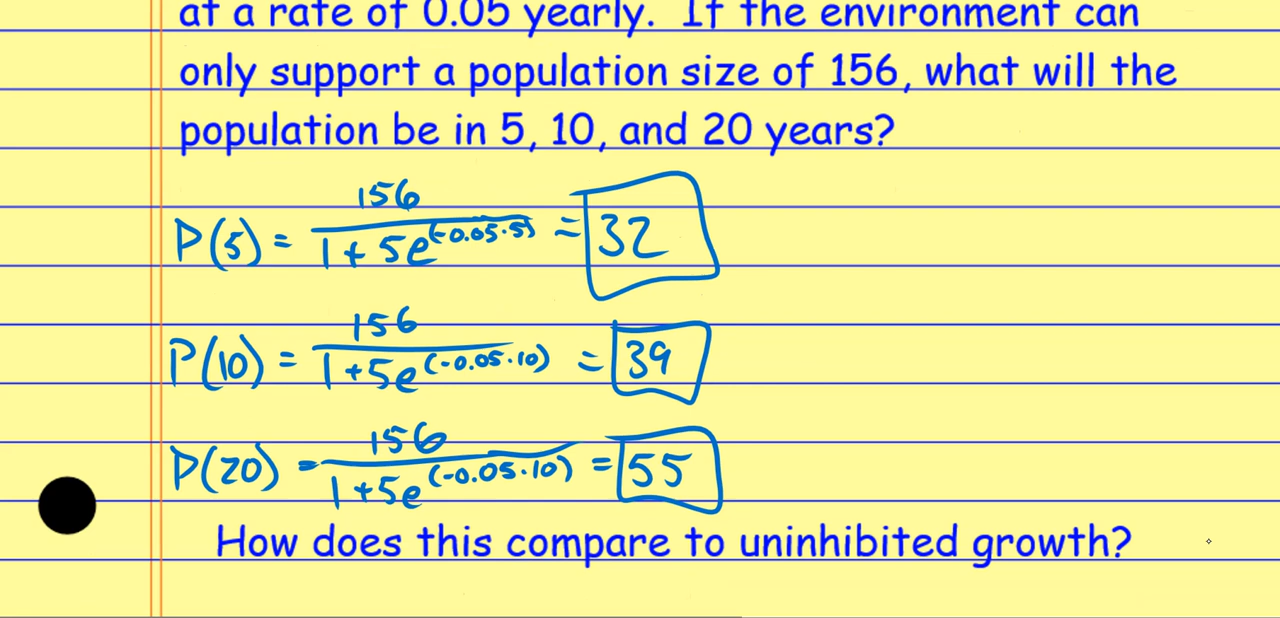 at a rate of 0.05 yearly. If the environment can
only support a population size of 156, what will the
population be in 5, 10, and 20 years?
P(5) = 156 / 1 + 5e^(-0.05·5) = 32
P(10) = 156 / 1 + 5e^(-0.05·10) = 39
P(20) = 156 / 1 + 5e^(-0.05·10) = 55
How does this compare to uninhibited growth?